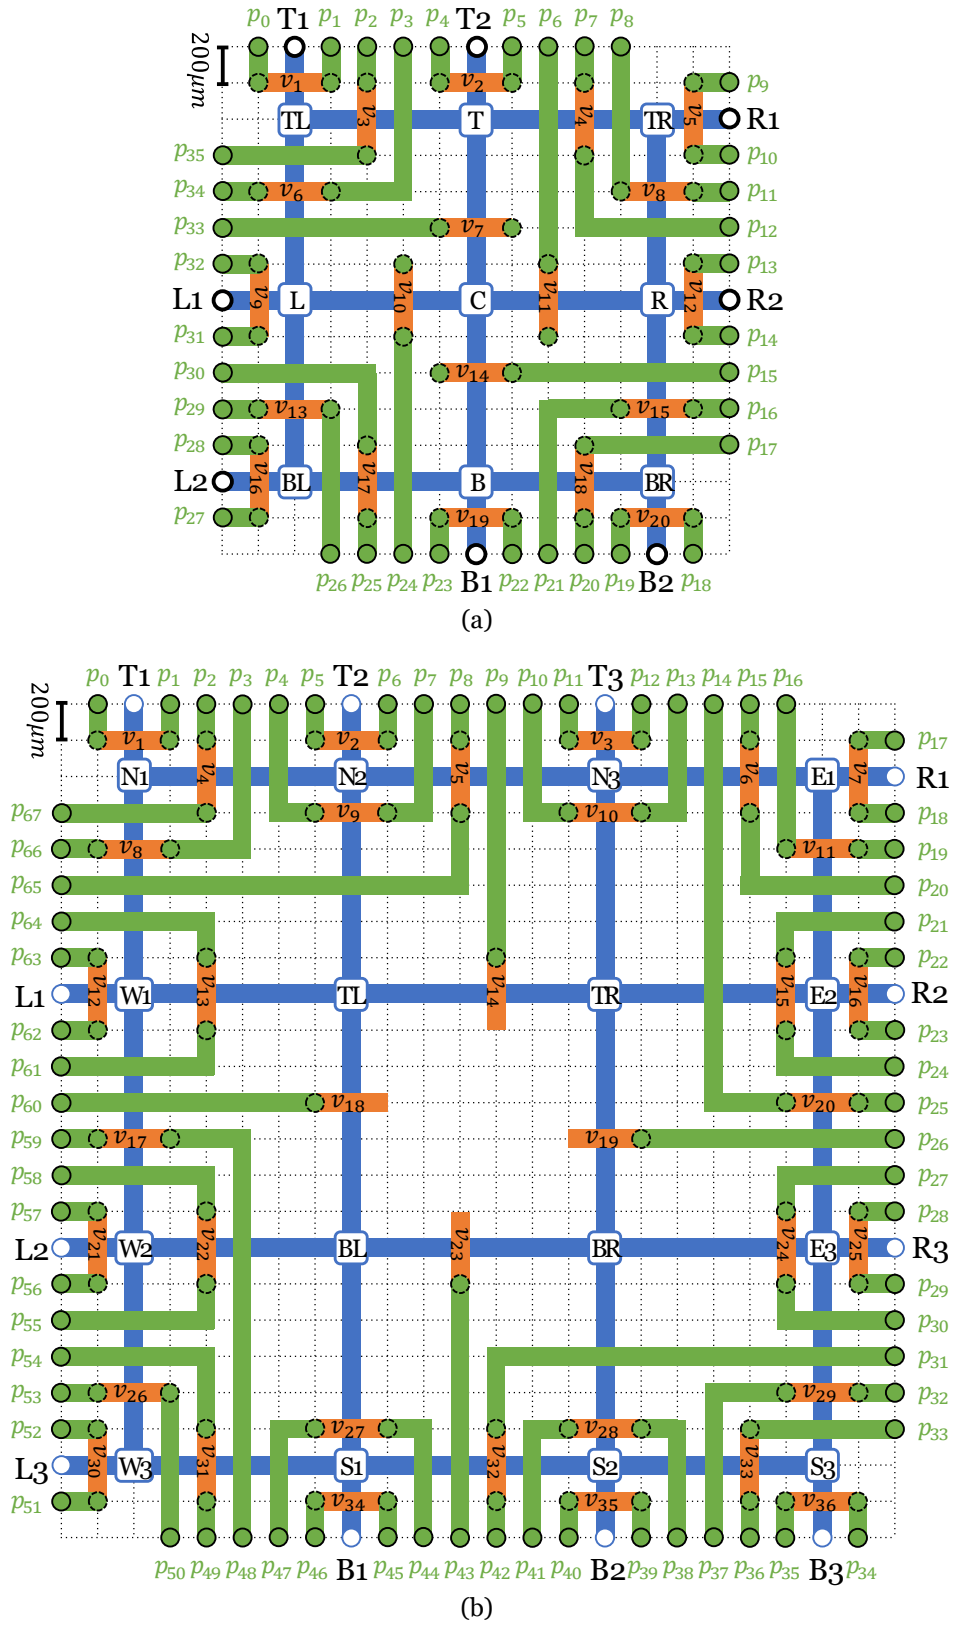 p0 T1 p1 p2 p3 p4 T2 p5 p6 p7 p8
200μm
v1 v2 p9
TL v3 T v4 TR v5 R1
p35 p10
p34 v6 v8 p11
p33 v7 p12
p32 p13
L1 v9 L v10 C v11 R v12 R2
p31 p14
p30 v14 p15
p29 v13 v15 p16
p28 p17
L2 v16 BL v17 B v18 BR
p27 v19 v20
p26 p25 p24 p23 B1 p22 p21 p20 p19 B2 p18
(a)
p0 T1 p1 p2 p3 p4 p5 T2 p6 p7 p8 p9 p10 p11 T3 p12 p13 p14 p15 p16
200μm
v1 v2 v3 p17
N1 v4 N2 v5 N3 v6 E1 v7 R1
p67 v9 v10 p18
p66 v8 v11 p19
p65 p20
p64 p21
p63 p22
L1 v12 W1 v13 TL v14 TR v15 E2 v16 R2
p62 p23
p61 p24
p60 v18 v20 p25
p59 v17 v19 p26
p58 p27
p57 p28
L2 v21 W2 v22 BL v23 BR v24 E3 v25 R3
p56 p29
p55 p30
p54 p31
p53 v26 v29 p32
p52 v27 v28 p33
L3 v30 W3 v31 S1 v32 S2 v33 S3
p51 v34 v35 v36
p50 p49 p48 p47 p46 B1 p45 p44 p43 p42 p41 p40 B2 p39 p38 p37 p36 p35 B3 p34
(b)